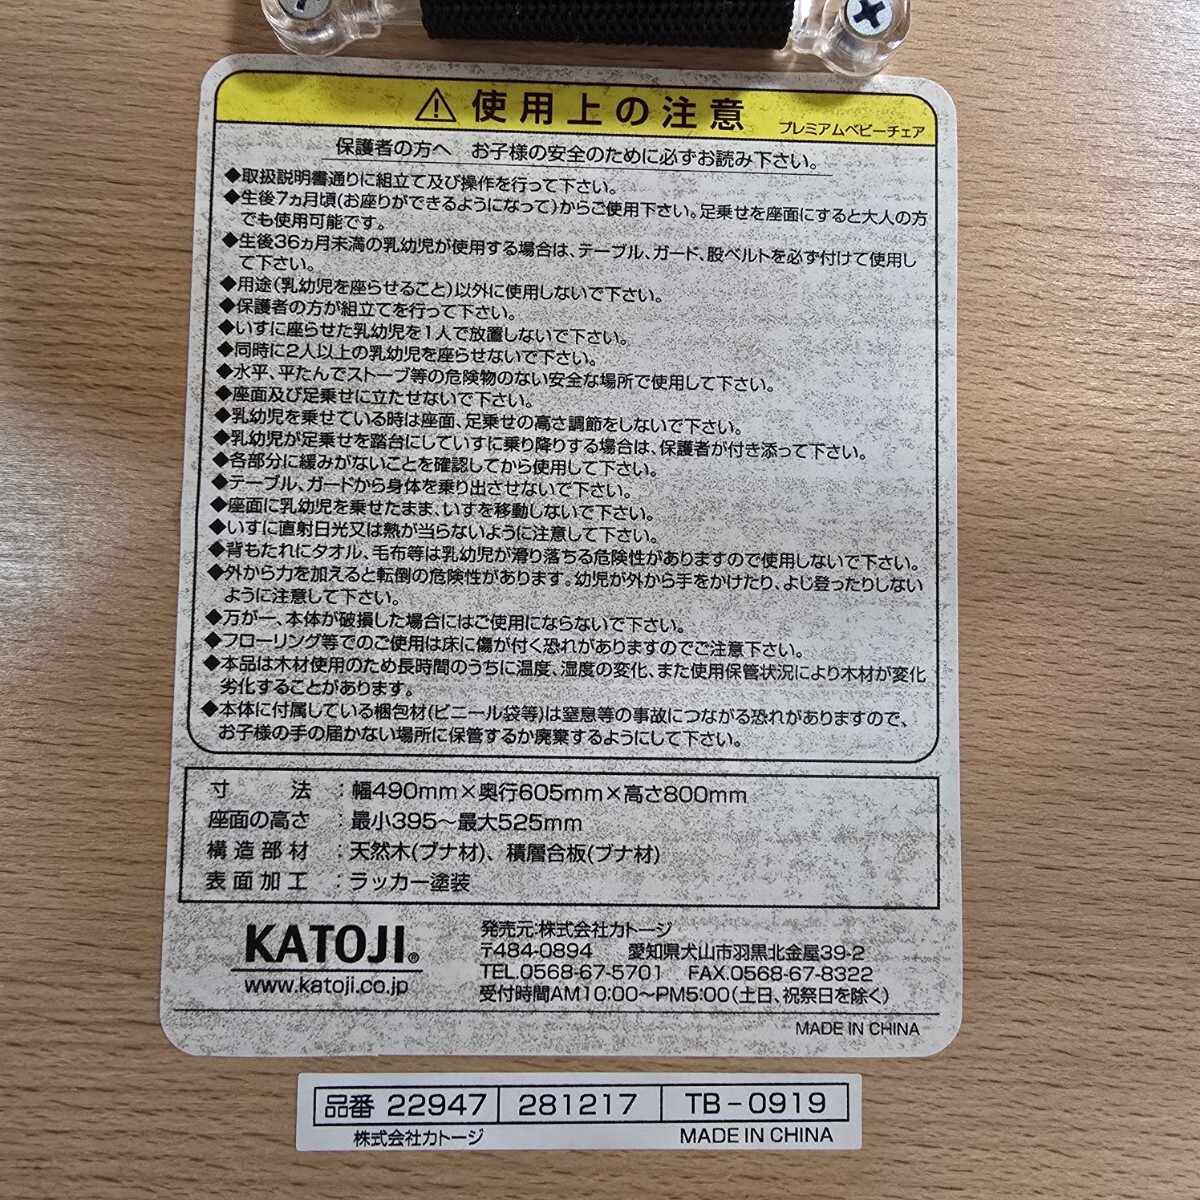 ⚠使用上の注意 プレミアムベビーチェア
保護者の方へ お子様の安全のために必ずお読み下さい。
◆取扱説明書通りに組立て及び操作を行って下さい。
◆生後7ヵ月頃(お座りができるようになって)からご使用下さい。足乗せを座面にすると大人の方
でも使用可能です。
◆生後36ヵ月未満の乳幼児が使用する場合は、テーブル、ガード、股ベルトを必ず付けて使用し
て下さい。
◆用途(乳幼児を座らせること)以外に使用しないで下さい。
◆保護者の方が組立てを行って下さい。
◆いすに座らせた乳幼児を1人で放置しないで下さい。
◆同時に2人以上の乳幼児を座らせないで下さい。
◆水平、平たんでストーブ等の危険物のない安全な場所で使用して下さい。
◆座面及び足乗せに立たせないで下さい。
◆乳幼児を乗せている時は座面、足乗せの高さ調節をしないで下さい。
◆乳幼児が足乗せを踏台にしていすに乗り降りする場合は、保護者が付き添って下さい。
◆各部分に緩みがないことを確認してから使用して下さい。
◆テーブル、ガードから身体を乗り出させないで下さい。
◆座面に乳幼児を乗せたまま、いすを移動しないで下さい。
◆いすに直射日光又は熱が当らないように注意して下さい。
◆背もたれにタオル、毛布等は乳幼児が滑り落ちる危険性がありますので使用しないで下さい。
◆外から力を加えると転倒の危険性があります。幼児が外から手をかけたり、よじ登ったりしない
ように注意して下さい。
◆万が一、本体が破損した場合にはご使用にならないで下さい。
◆フローリング等でのご使用は床に傷が付く恐れがありますのでご注意下さい。
◆本品は木材使用のため長時間のうちに温度、湿度の変化、また使用保管状況により木材が変化
劣化することがあります。
◆本体に付属している梱包材(ビニール袋等)は窒息等の事故につながる恐れがありますので、
お子様の手の届かない場所に保管するか廃棄するようにして下さい。
寸法:幅490mm×奥行605mm×高さ800mm
座面の高さ:最小395〜最大525mm
構造部材:天然木(ブナ材)、積層合板(ブナ材)
表面加工:ラッカー塗装
KATOJI®
www.katoji.co.jp
発売元:株式会社カトージ
〒484-0894 愛知県犬山市羽黒北金屋39-2
TEL.0568-67-5701 FAX.0568-67-8322
受付時間AM10:00〜PM5:00(土日、祝祭日を除く)
MADE IN CHINA
品番 22947 281217 TB-0919
株式会社カトージ MADE IN CHINA